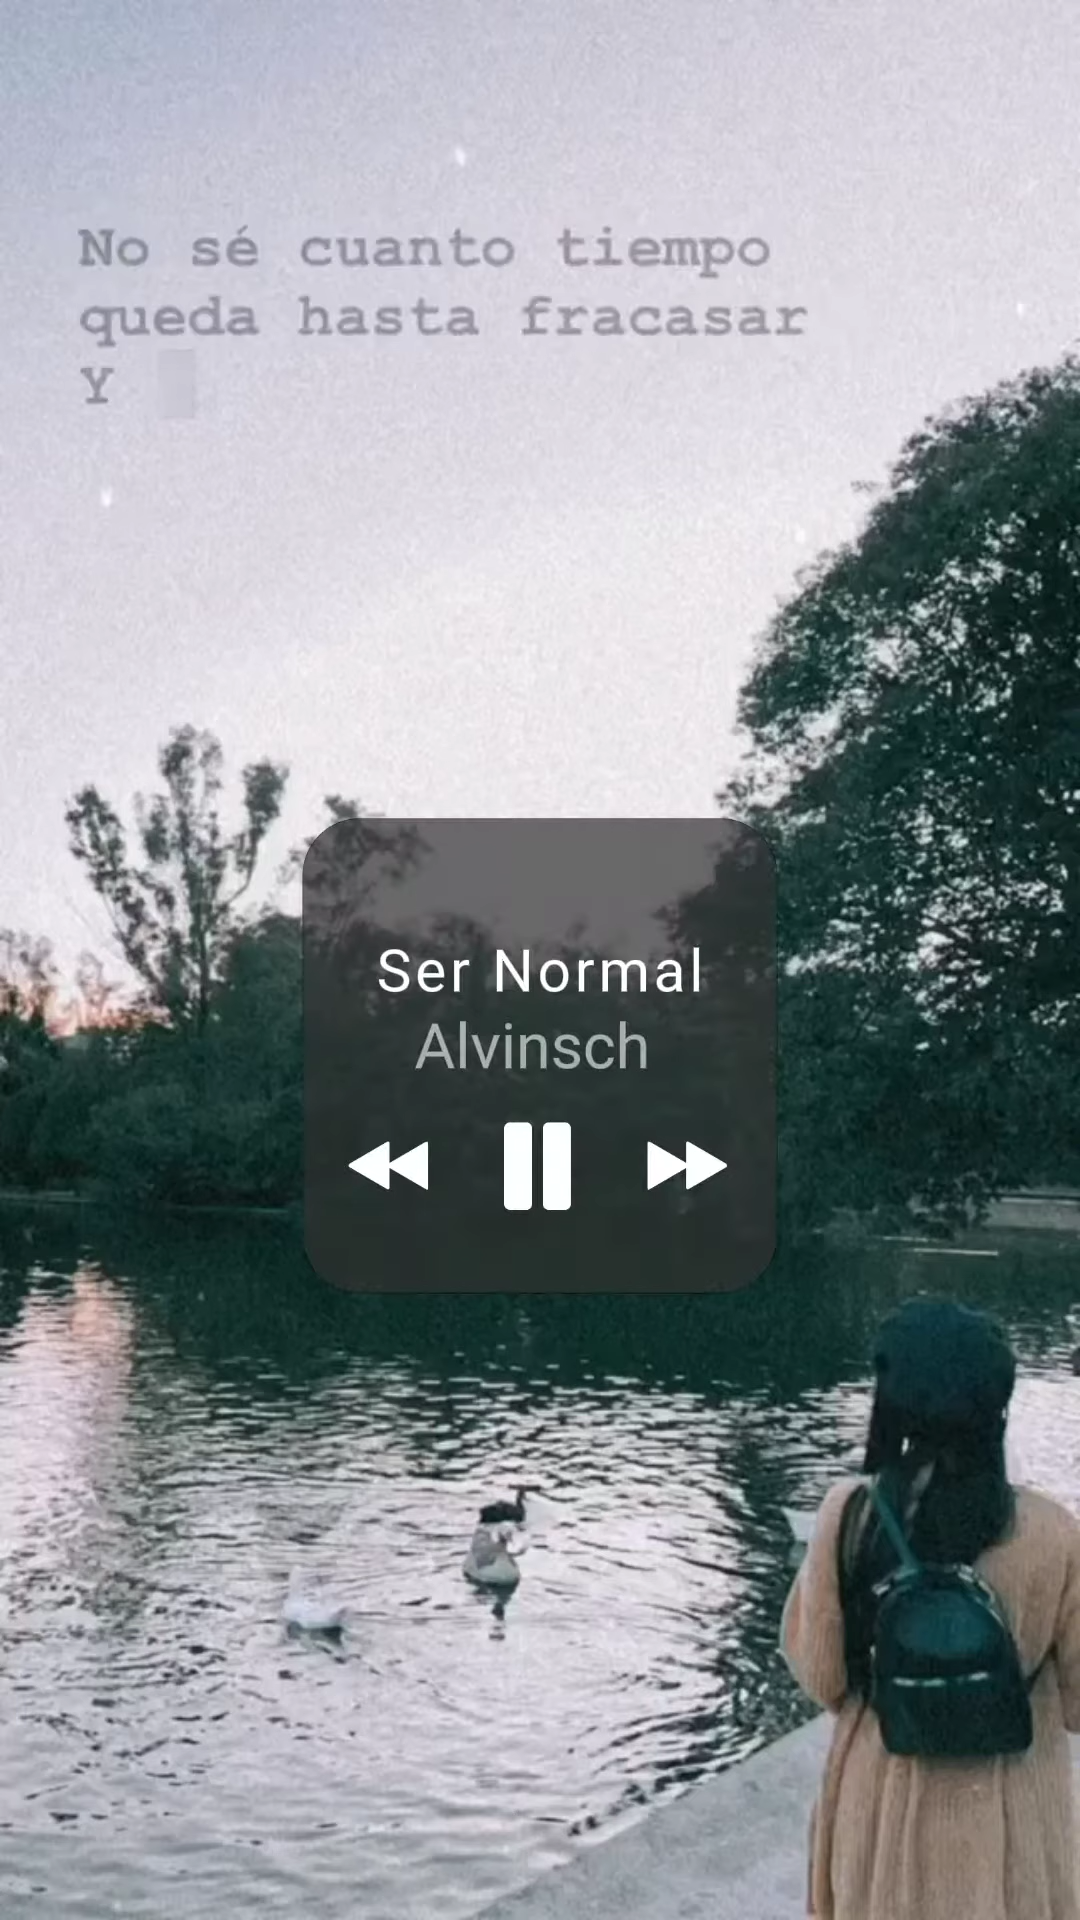 No sé cuanto tiempo
queda hasta fracasar
Y
Ser Normal
Alvinsch